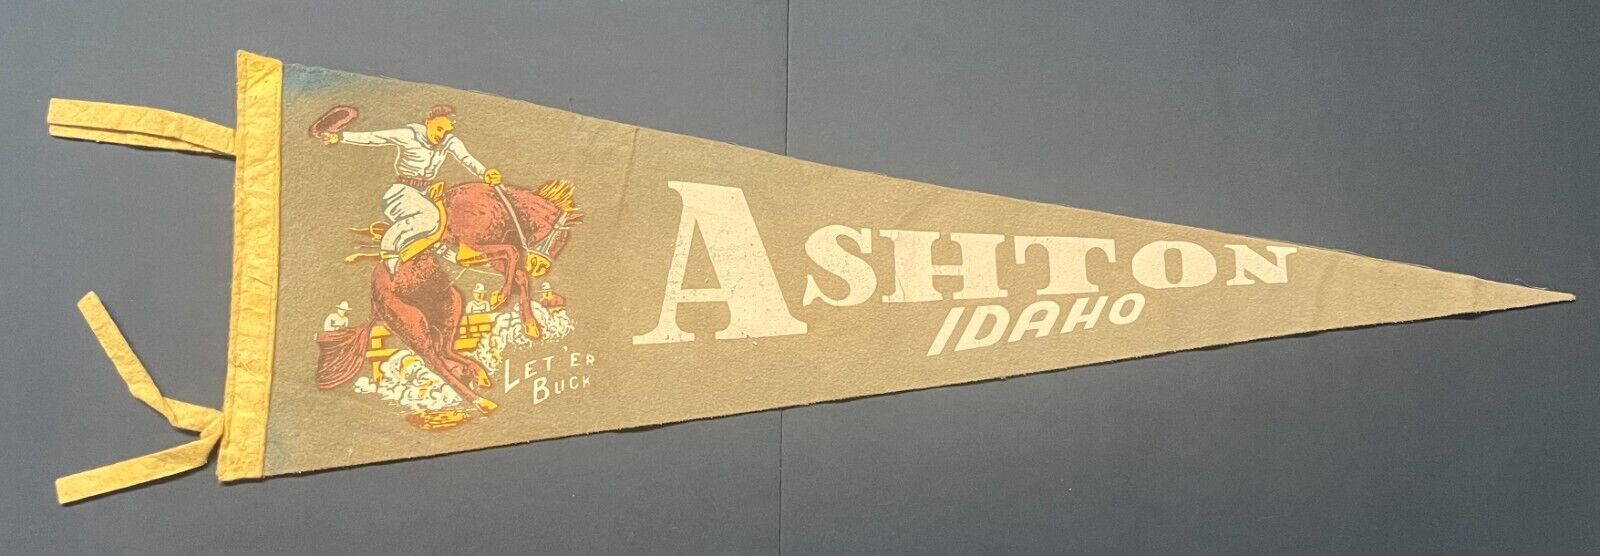 LET 'ER
BUCK
ASHTON
IDAHO